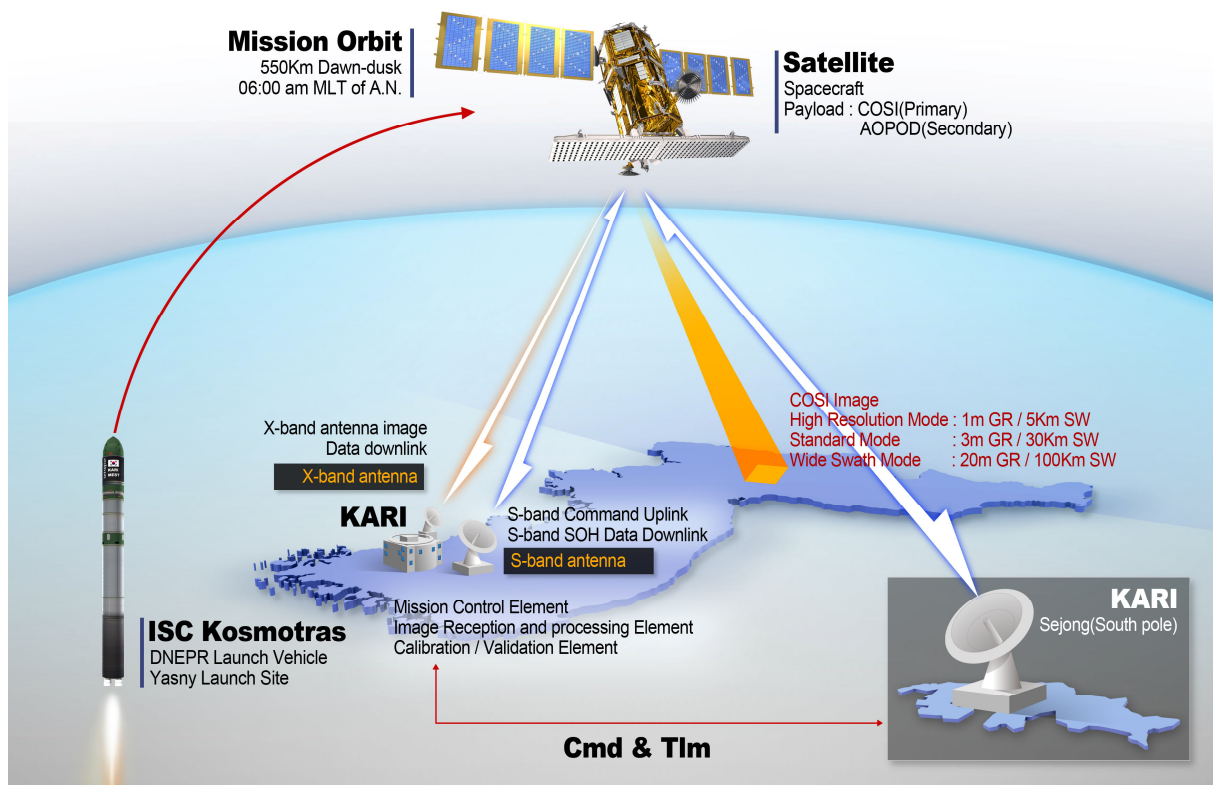 Mission Orbit
550Km Dawn-dusk
06:00 am MLT of A.N.
Satellite
Spacecraft
Payload : COSI(Primary)
AOPOD(Secondary)
COSI Image
High Resolution Mode : 1m GR / 5Km SW
Standard Mode : 3m GR / 30Km SW
Wide Swath Mode : 20m GR / 100Km SW
X-band antenna image
Data downlink
X-band antenna
KARI
S-band Command Uplink
S-band SOH Data Downlink
S-band antenna
Mission Control Element
Image Reception and processing Element
Calibration / Validation Element
KARI
ISC Kosmotras
DNEPR Launch Vehicle
Yasny Launch Site
KARI
Sejong(South pole)
Cmd & Tlm